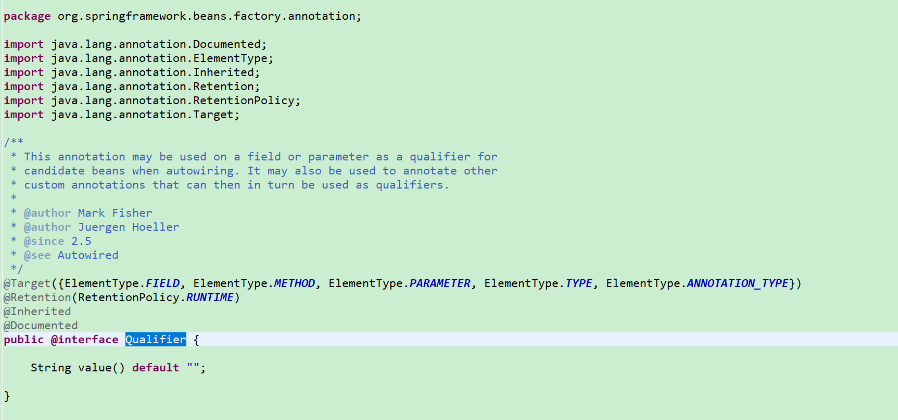 package org.springframework.beans.factory.annotation;
import java.lang.annotation.Documented;
import java.lang.annotation.ElementType;
import java.lang.annotation.Inherited;
import java.lang.annotation.Retention;
import java.lang.annotation.RetentionPolicy;
import java.lang.annotation.Target;
/**
 * This annotation may be used on a field or parameter as a qualifier for
 * candidate beans when autowiring. It may also be used to annotate other
 * custom annotations that can then in turn be used as qualifiers.
 *
 * @author Mark Fisher
 * @author Juergen Hoeller
 * @since 2.5
 * @see Autowired
 */
@Target({ElementType.FIELD, ElementType.METHOD, ElementType.PARAMETER, ElementType.TYPE, ElementType.ANNOTATION_TYPE})
@Retention(RetentionPolicy.RUNTIME)
@Inherited
@Documented
public @interface Qualifier {
    String value() default "";
}